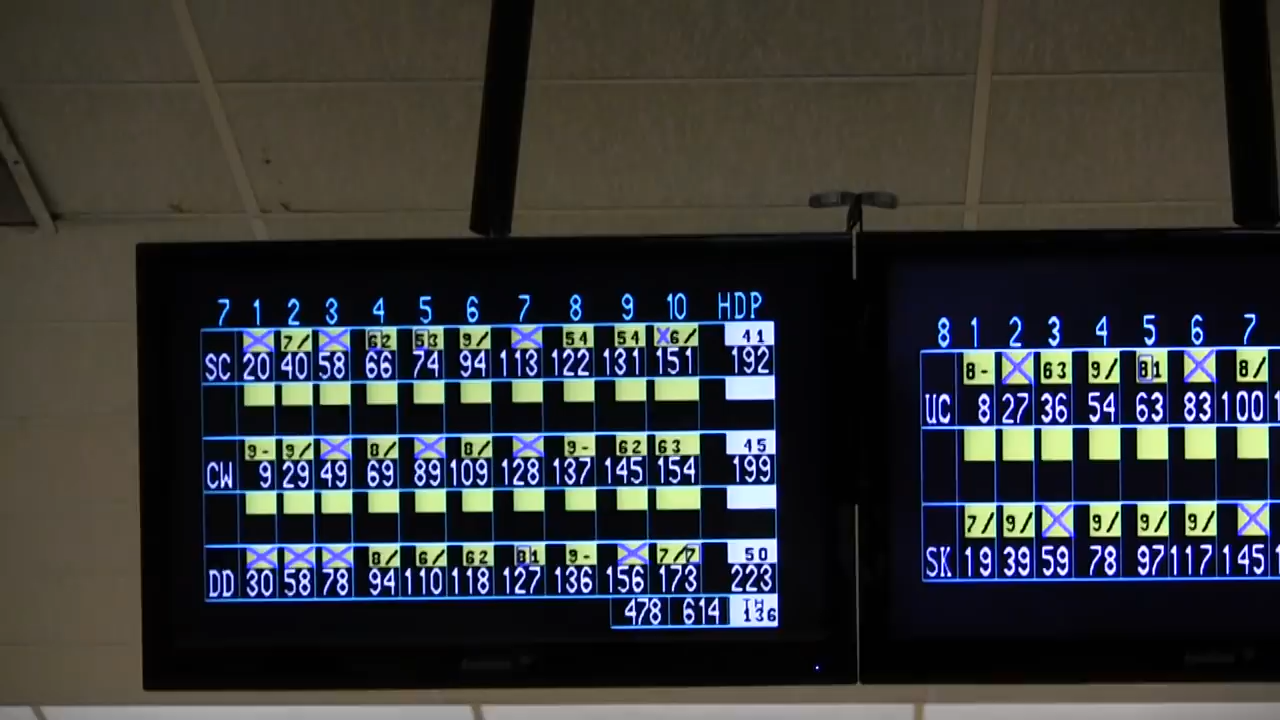 7 1 2 3 4 5 6 7 8 9 10 HDP
X 7/ X 62 53 9/ X 54 54 X6/ 41
SC 20 40 58 66 74 94 113 122 131 151 192
9- 9/ X 8/ X 8/ X 9- 62 63 45
CW 9 29 49 69 89 109 128 137 145 154 199
X X X 8/ 6/ 62 81 9- X 7/7 50
DD 30 58 78 94 110 118 127 136 156 173 223
478 614 TH 136
8 1 2 3 4 5 6 7
8- X 63 9/ 81 X 8/
UC 8 27 36 54 63 83 100
7/ 9/ X 9/ 9/ 9/ X
SK 19 39 59 78 97 117 145